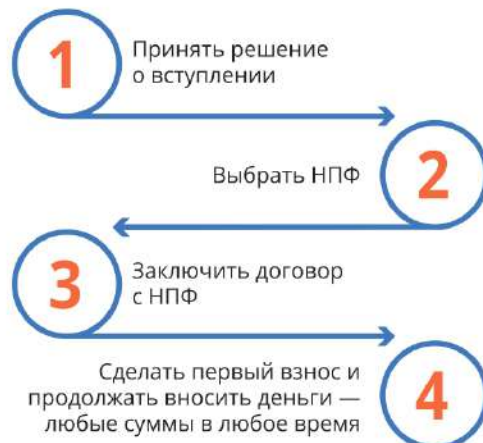 1
Принять решение
о вступлении
Выбрать НПФ
2
3
Заключить договор
с НПФ
Сделать первый взнос и
продолжать вносить деньги —
любые суммы в любое время
4